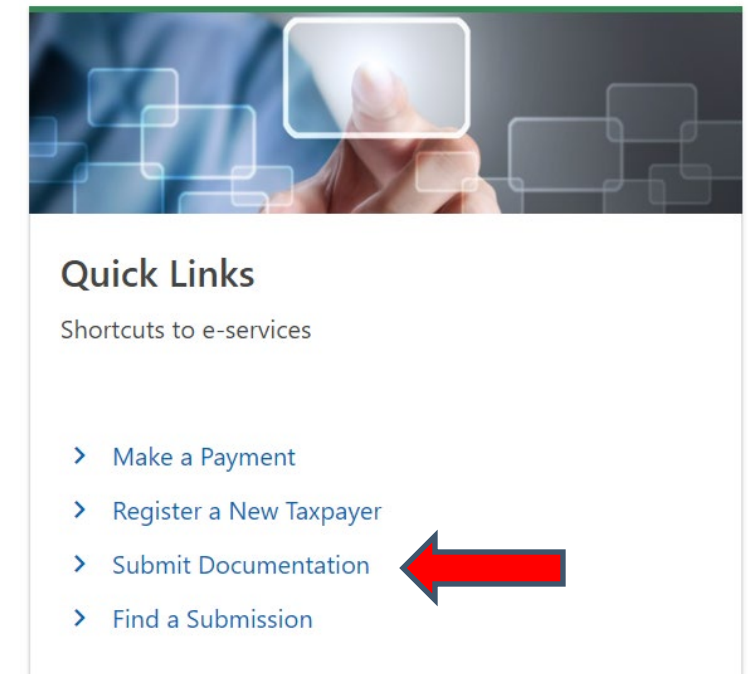 Quick Links
Shortcuts to e-services
Make a Payment
Register a New Taxpayer
Submit Documentation
Find a Submission